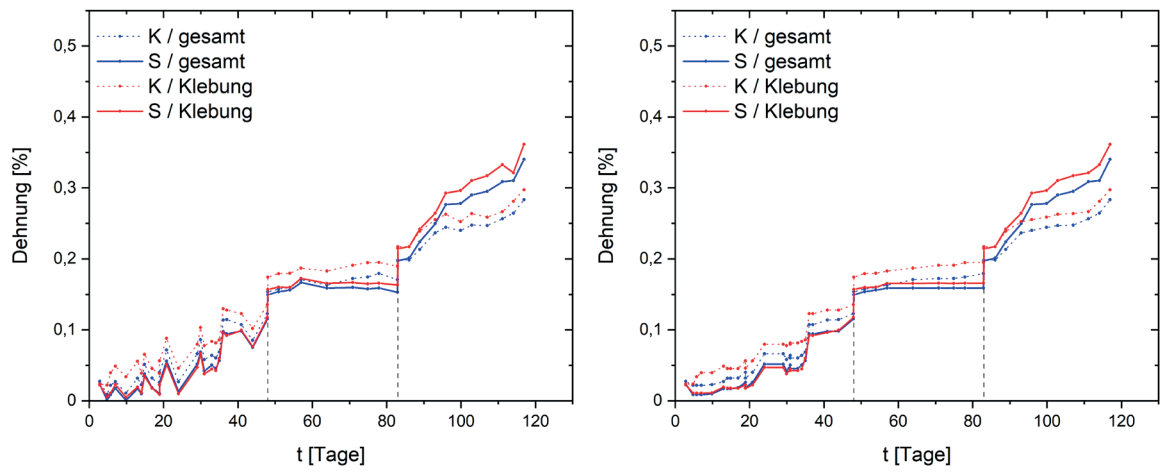 K / gesamt
S / gesamt
K / Klebung
S / Klebung
Dehnung [%]
0,5
0,4
0,3
0,2
0,1
0
0 20 40 60 80 100 120
t [Tage]
K / gesamt
S / gesamt
K / Klebung
S / Klebung
Dehnung [%]
0,5
0,4
0,3
0,2
0,1
0
0 20 40 60 80 100 120
t [Tage]